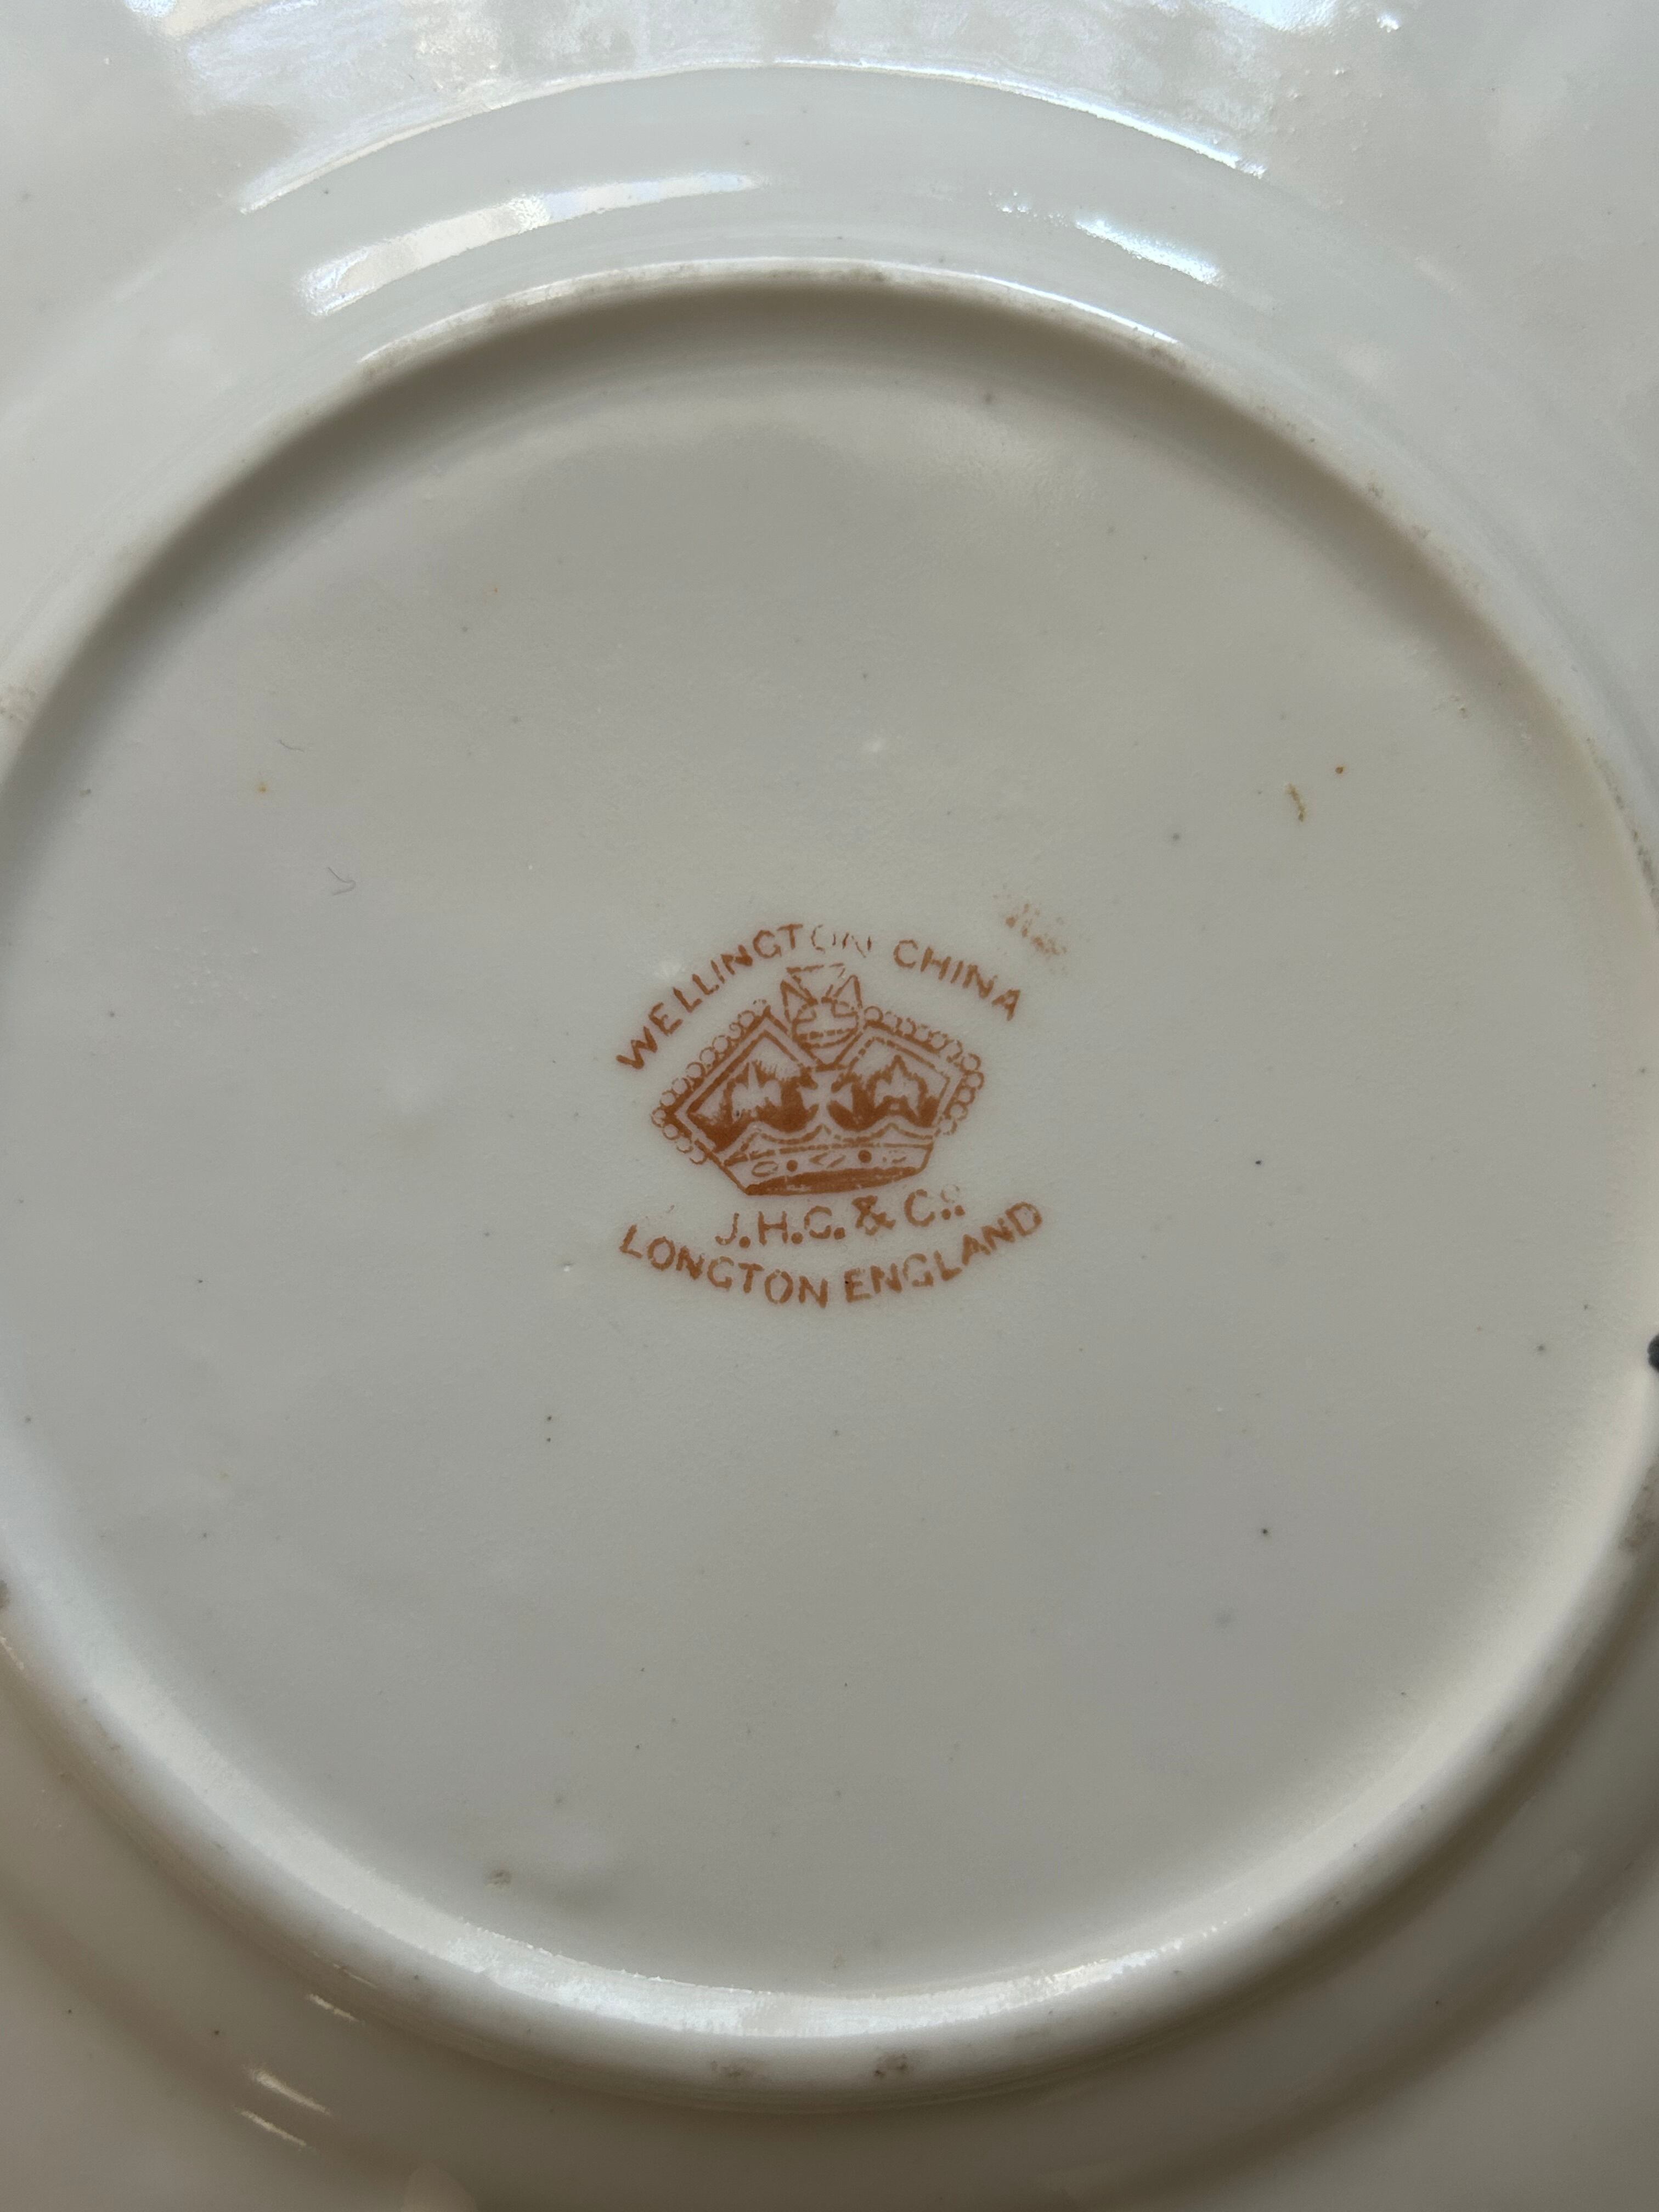 WELLINGTON CHINA
J.H.C. & Co.
LONGTON ENGLAND